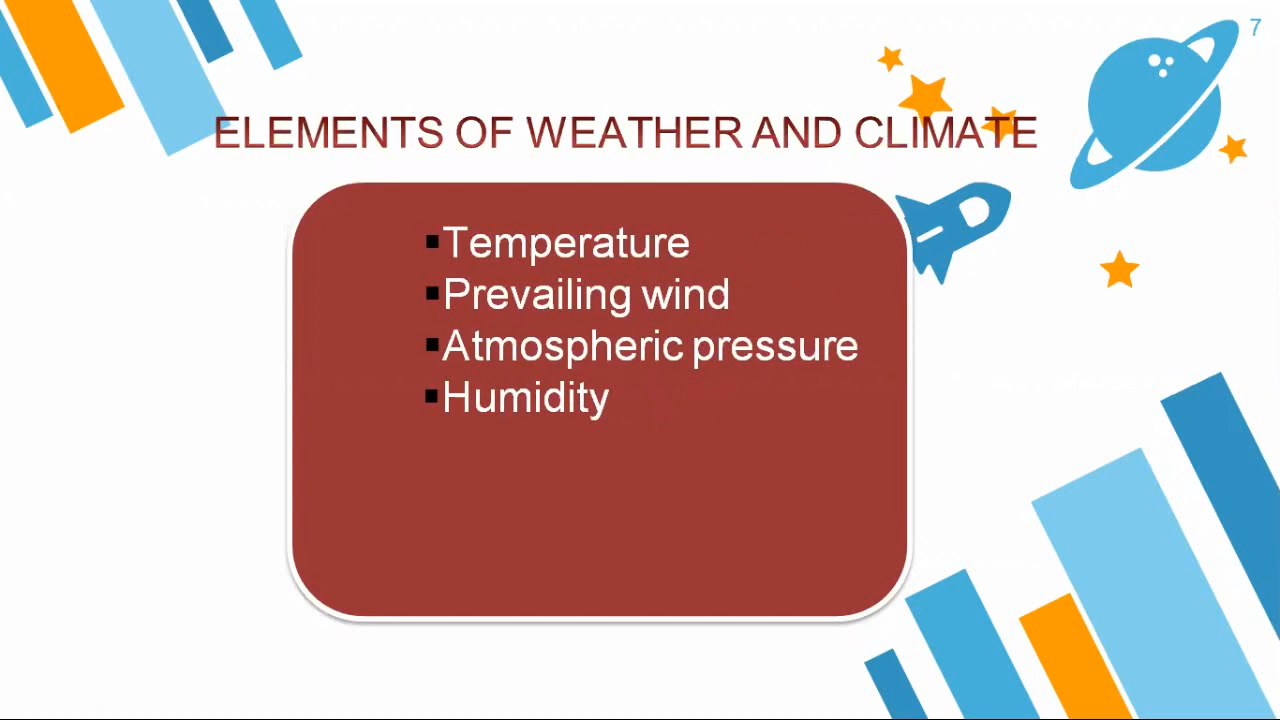 7
ELEMENTS OF WEATHER AND CLIMATE
▪Temperature
▪Prevailing wind
▪Atmospheric pressure
▪Humidity